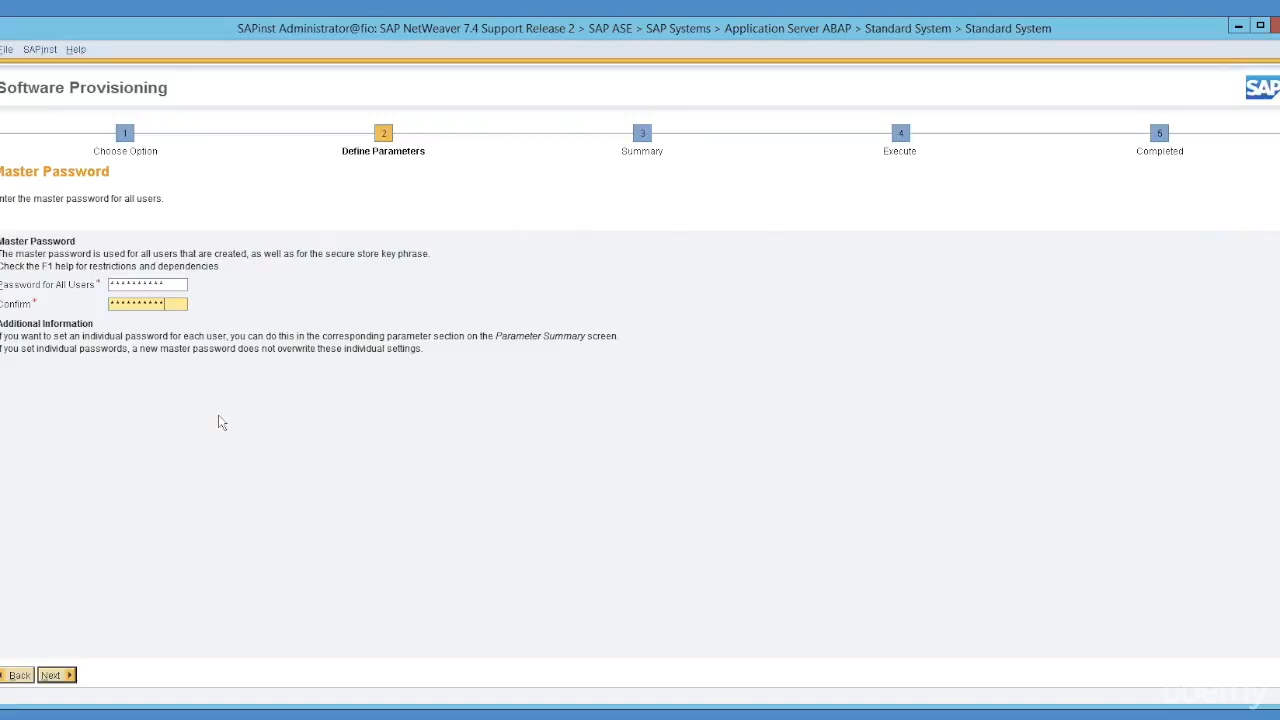 SAPinst Administrator@fio: SAP NetWeaver 7.4 Support Release 2 > SAP ASE > SAP Systems > Application Server ABAP > Standard System > Standard System
File SAPinst Help
Software Provisioning
SAP
1 2 3 4 5
Choose Option Define Parameters Summary Execute Completed
Master Password
nter the master password for all users.
Master Password
The master password is used for all users that are created, as well as for the secure store key phrase.
Check the F1 help for restrictions and dependencies.
Password for All Users * **********
Confirm * **********
Additional Information
f you want to set an individual password for each user, you can do this in the corresponding parameter section on the Parameter Summary screen.
f you set individual passwords, a new master password does not overwrite these individual settings.
Back Next
udemy